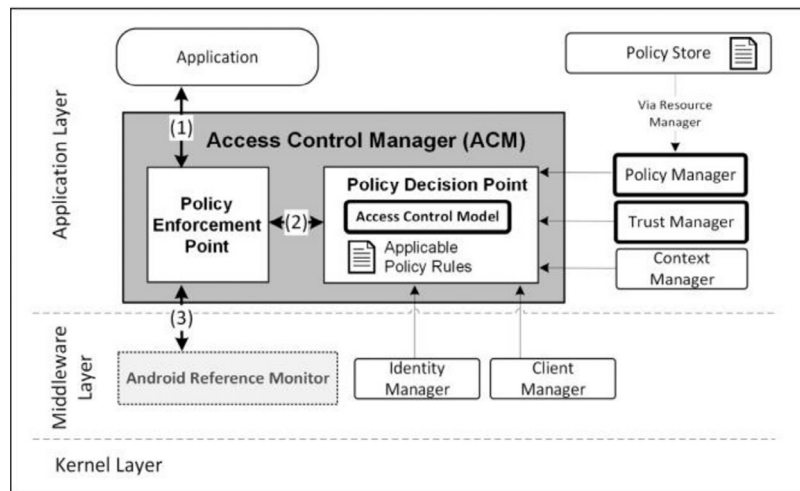 Application Layer
Application
Policy Store
(1)
Via Resource
Manager
Access Control Manager (ACM)
Policy
Enforcement
Point
(2)
Policy Decision Point
Access Control Model
Applicable
Policy Rules
Policy Manager
Trust Manager
Context
Manager
Middleware
Layer
(3)
Android Reference Monitor
Identity
Manager
Client
Manager
Kernel Layer